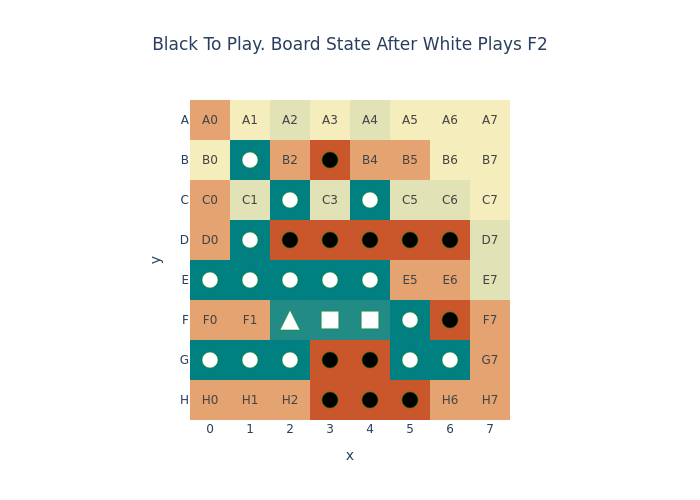 Black To Play. Board State After White Plays F2
A A0 A1 A2 A3 A4 A5 A6 A7
B B0 B2 B4 B5 B6 B7
C C0 C1 C3 C5 C6 C7
D D0 D7
E E5 E6 E7
F F0 F1 F7
G G7
H H0 H1 H2 H6 H7
0 1 2 3 4 5 6 7
x
y